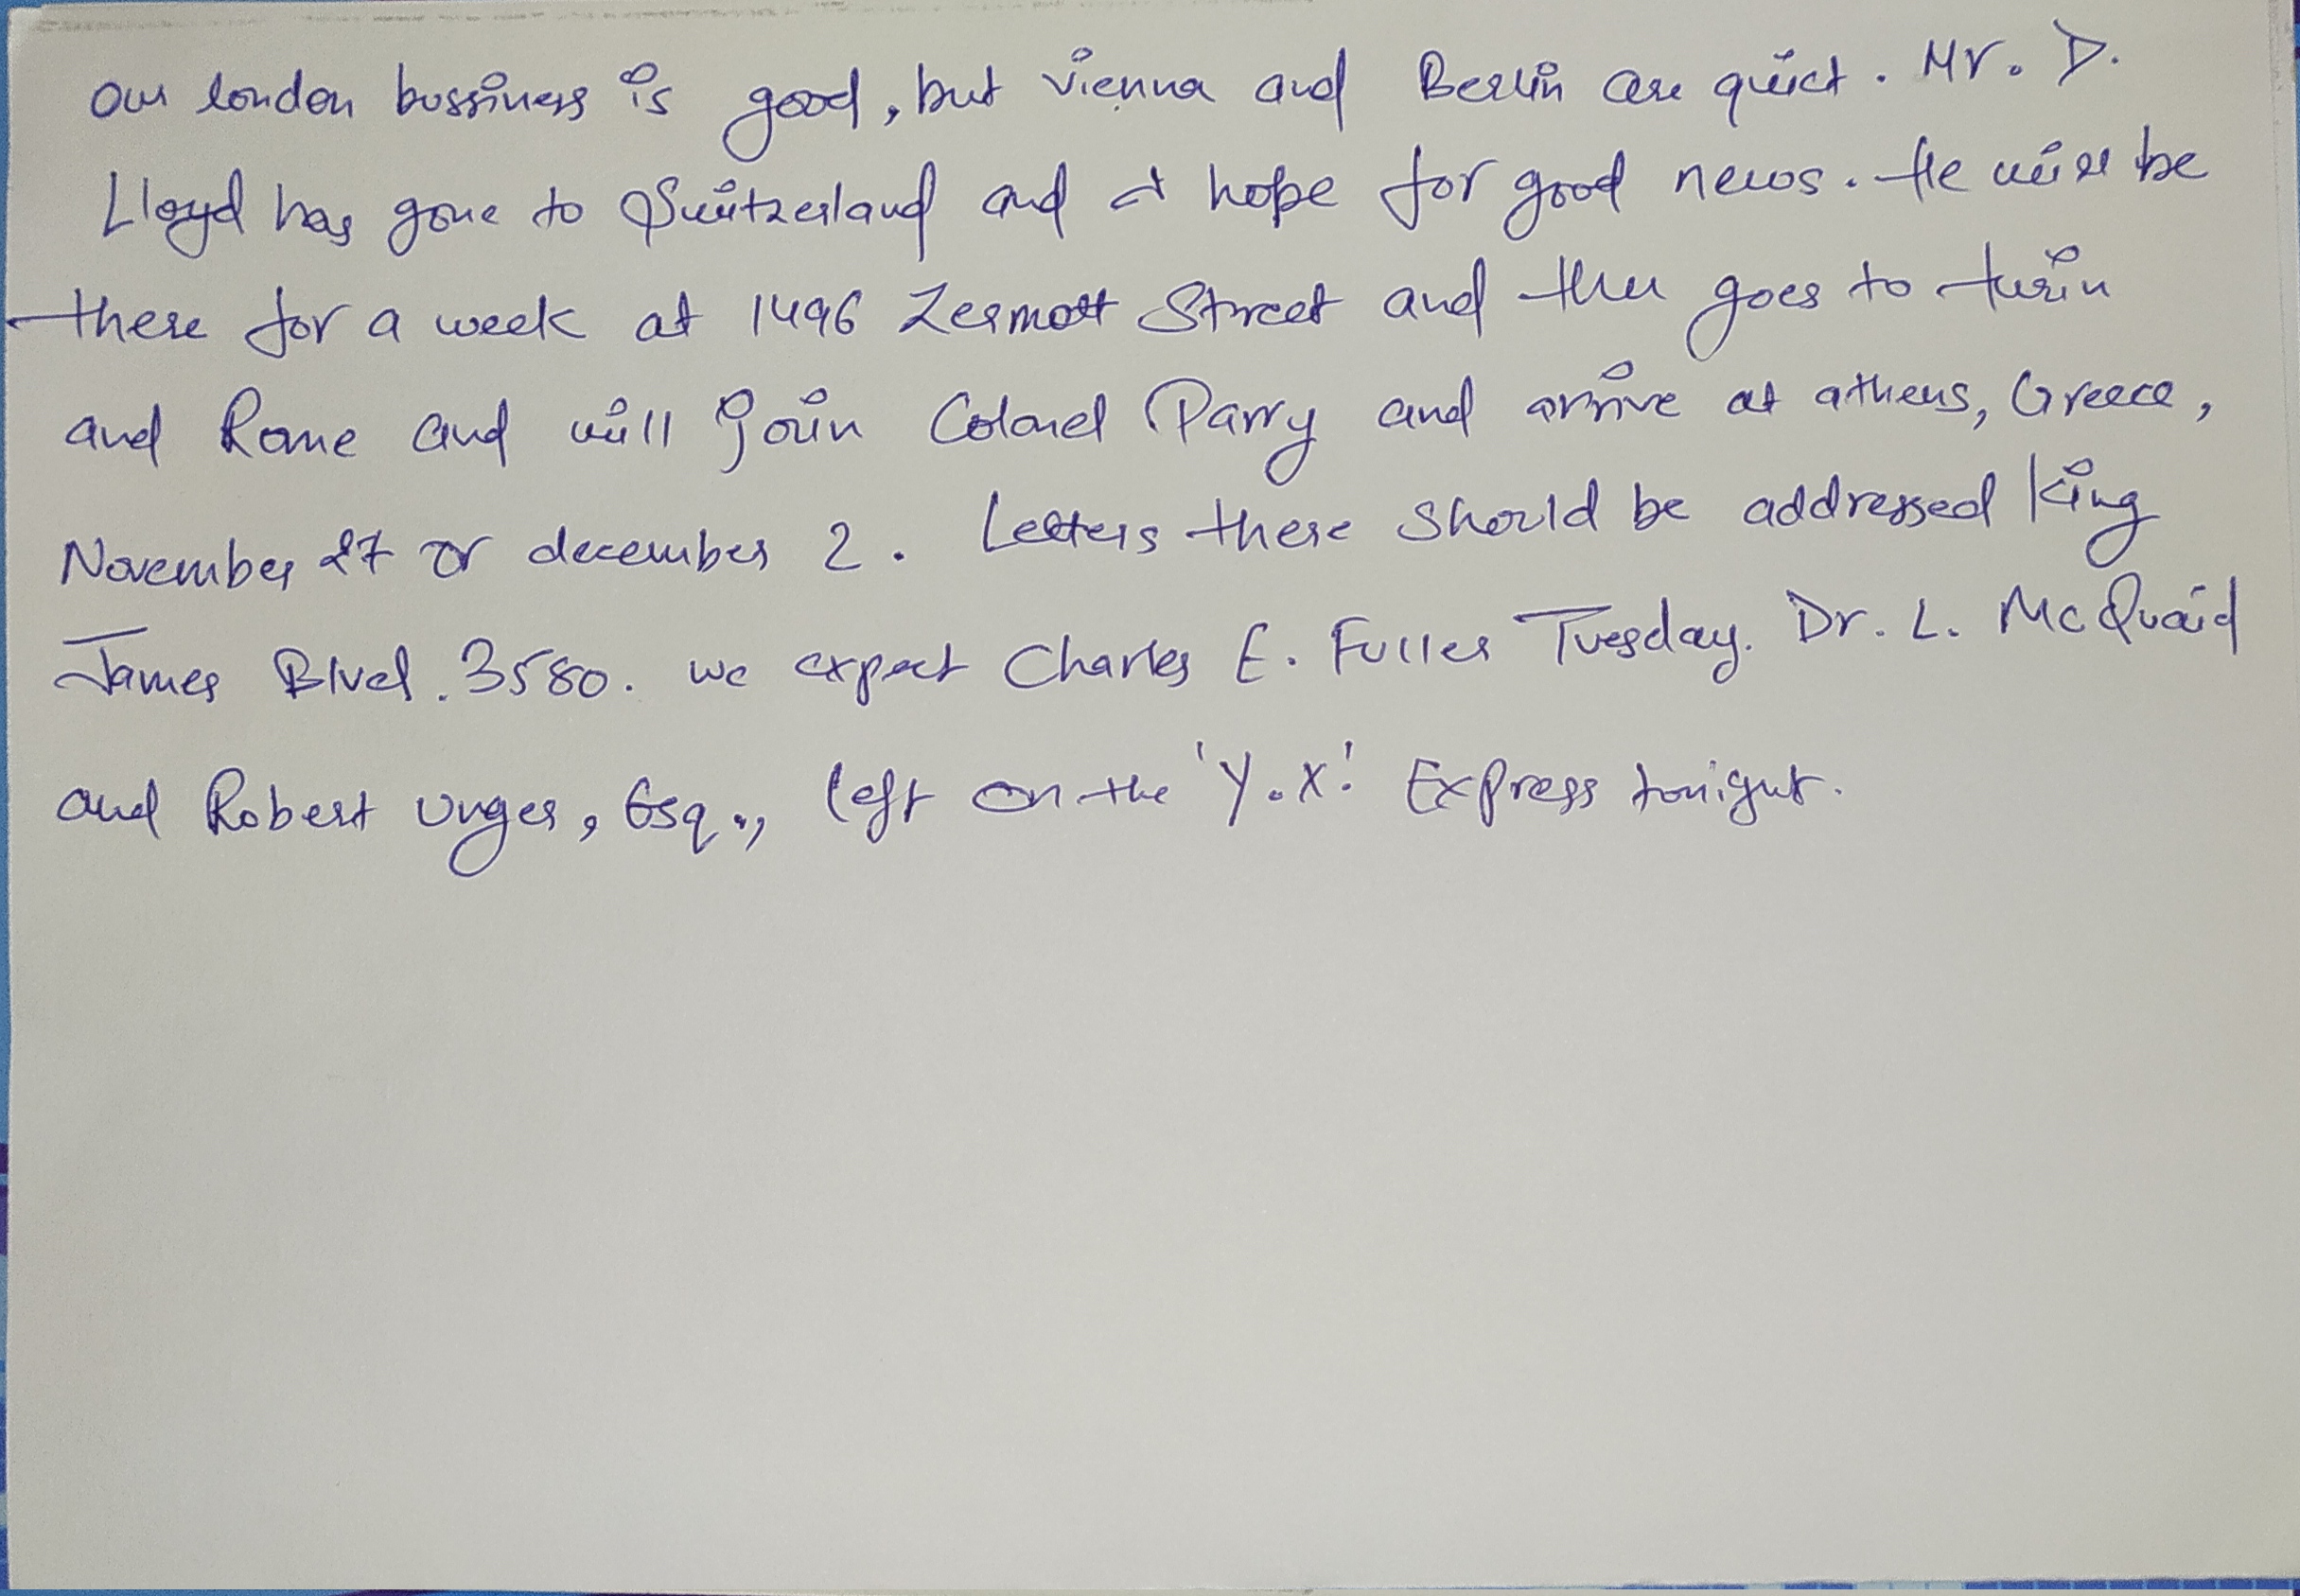 our london bussiness is good, but vienna and Berlin are quiet. Mr. D.
Lloyd has gone to Switzerland and I hope for good news. He will be
there for a week at 1496 Zermott Street and then goes to turin
and Rome and will join Colonel Parry and arrive at athens, Greece,
November 27 or december 2. Letters there should be addressed King
James Blvd. 3580. we expect Charles E. Fuller Tuesday. Dr. L. McQuaid
and Robert unger, Esq., left on the 'Y.X.' Express tonight.